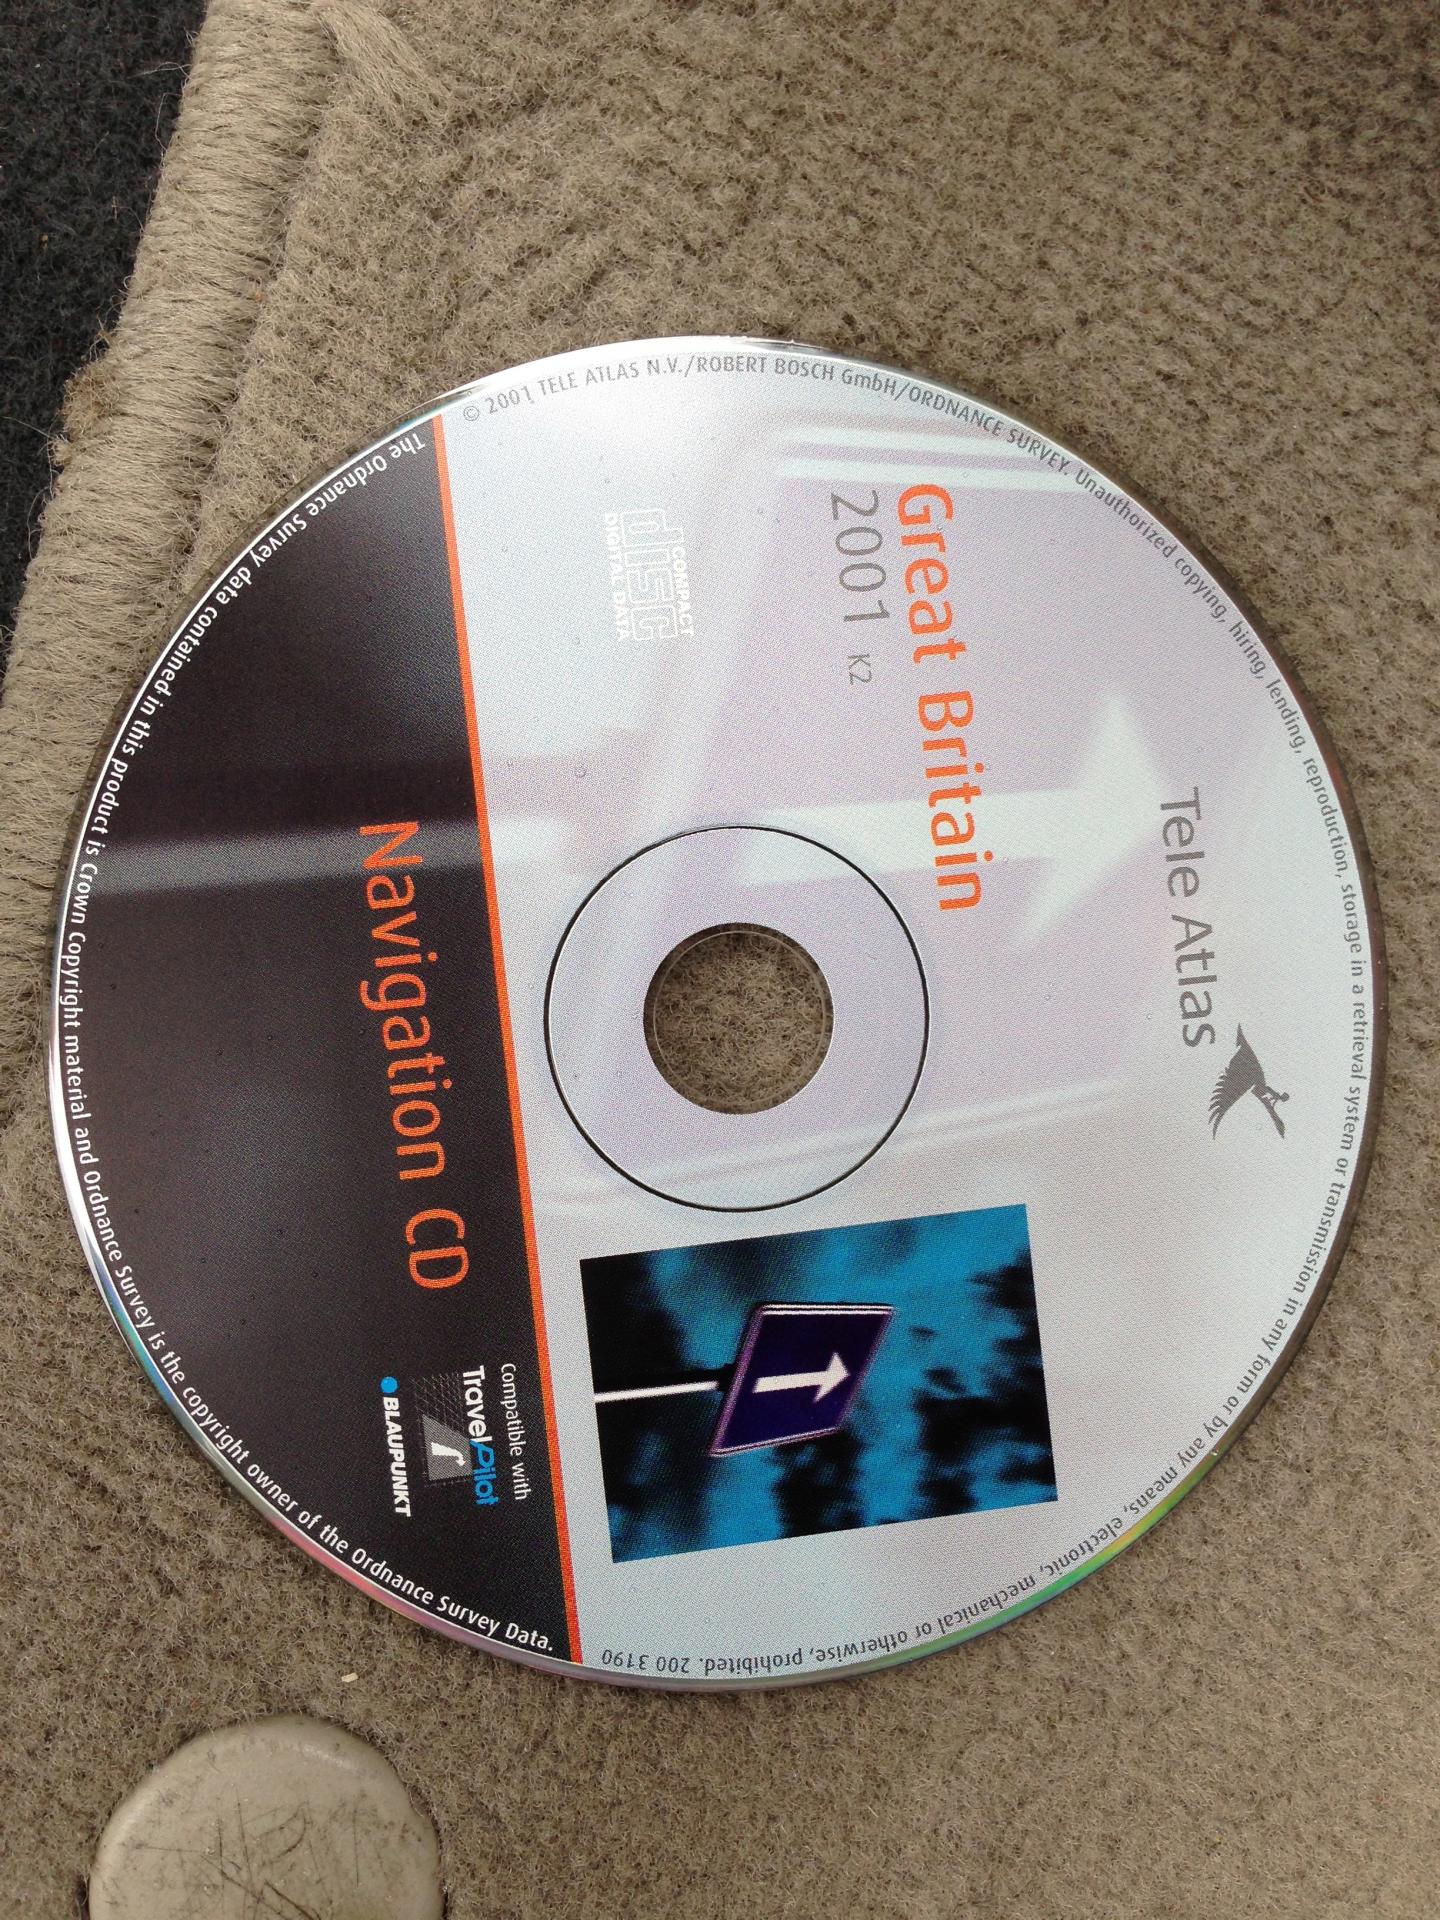 © 2001 TELE ATLAS N.V./ROBERT BOSCH GmbH/ORDNANCE SURVEY. Unauthorized copying, hiring, lending, reproduction, storage in a retrieval system or transmission in any form or by any means, electronic, mechanical or otherwise, prohibited. 200 3190
Tele Atlas
Great Britain
2001 K2
COMPACT
disc
DIGITAL DATA
Navigation CD
Compatible with
TravelPilot
BLAUPUNKT
The Ordnance Survey data contained in this product is Crown Copyright material and Ordnance Survey is the copyright owner of the Ordnance Survey Data.